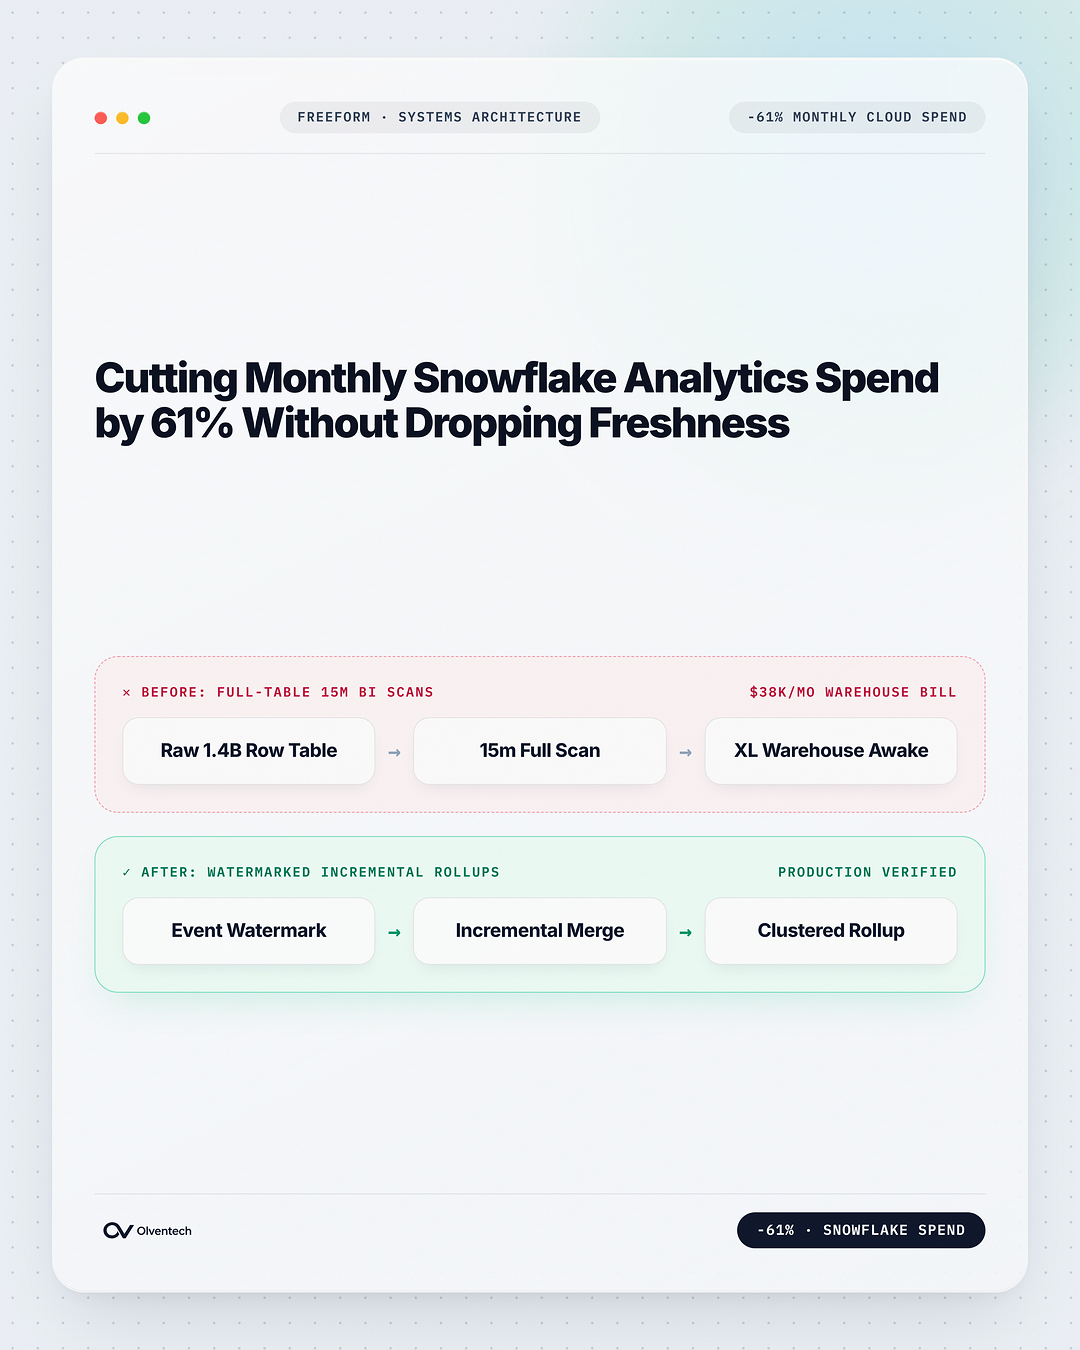 FREEFORM · SYSTEMS ARCHITECTURE
-61% MONTHLY CLOUD SPEND
Cutting Monthly Snowflake Analytics Spend
by 61% Without Dropping Freshness
× BEFORE: FULL-TABLE 15M BI SCANS
$38K/MO WAREHOUSE BILL
Raw 1.4B Row Table → 15m Full Scan → XL Warehouse Awake
✓ AFTER: WATERMARKED INCREMENTAL ROLLUPS
PRODUCTION VERIFIED
Event Watermark → Incremental Merge → Clustered Rollup
Olventech
-61% · SNOWFLAKE SPEND